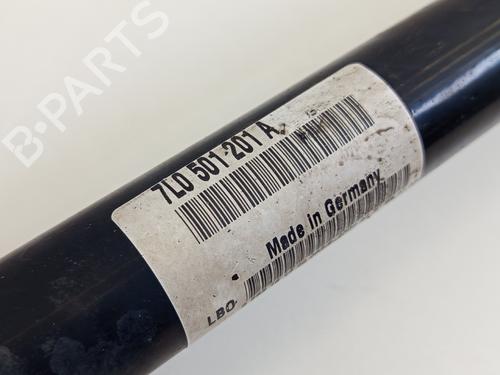 B-PARTS
7L0 501 201 A
Made in Germany
LBO